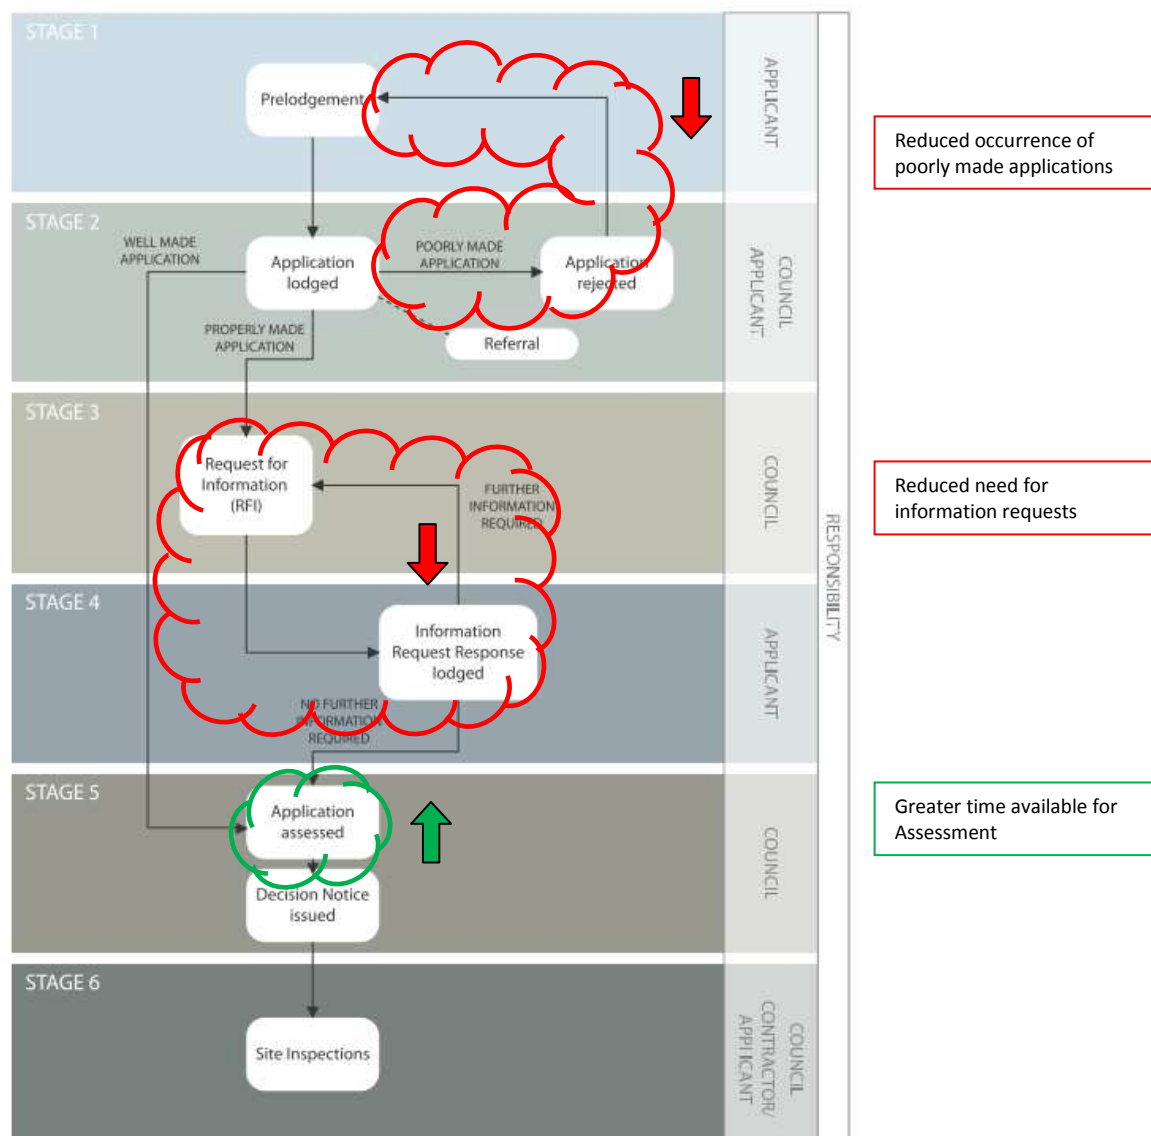 STAGE 1
Prelodgement
APPLICANT
Reduced occurrence of
poorly made applications
STAGE 2
WELL MADE
APPLICATION
Application
lodged
POORLY MADE
APPLICATION
Application
rejected
PROPERLY MADE
APPLICATION
Referral
COUNCIL
APPLICANT
STAGE 3
Request for
Information
(RFI)
FURTHER
INFORMATION
REQUIRED
COUNCIL
Reduced need for
information requests
RESPONSIBILITY
STAGE 4
Information
Request Response
lodged
NO FURTHER
INFORMATION
REQUIRED
APPLICANT
STAGE 5
Application
assessed
Decision Notice
issued
COUNCIL
Greater time available for
Assessment
STAGE 6
Site Inspections
COUNCIL
CONTRACTOR/
APPLICANT